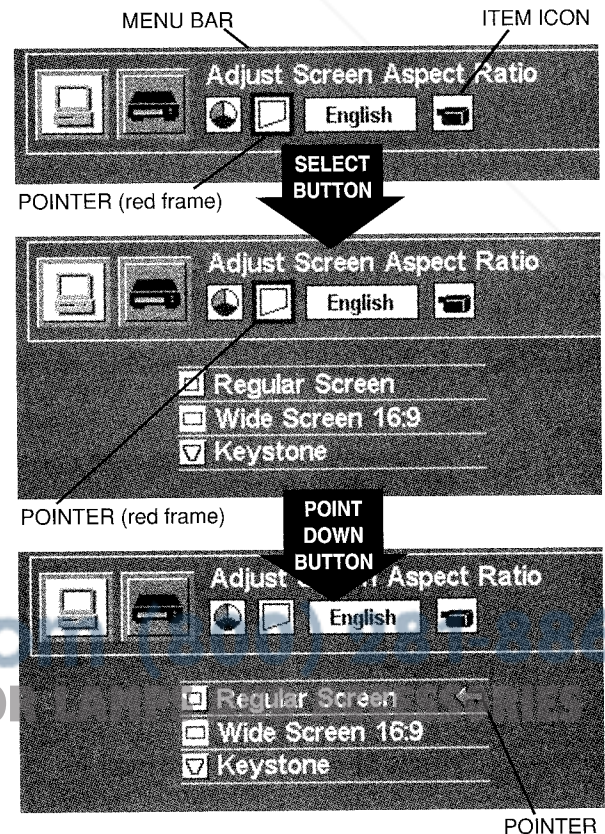 MENU BAR
ITEM ICON
Adjust Screen Aspect Ratio
English
SELECT
BUTTON
POINTER (red frame)
Adjust Screen Aspect Ratio
English
Regular Screen
Wide Screen 16:9
Keystone
POINTER (red frame)
POINT
DOWN
BUTTON
Adjust Aspect Ratio
English
Regular Screen
Wide Screen 16:9
Keystone
POINTER